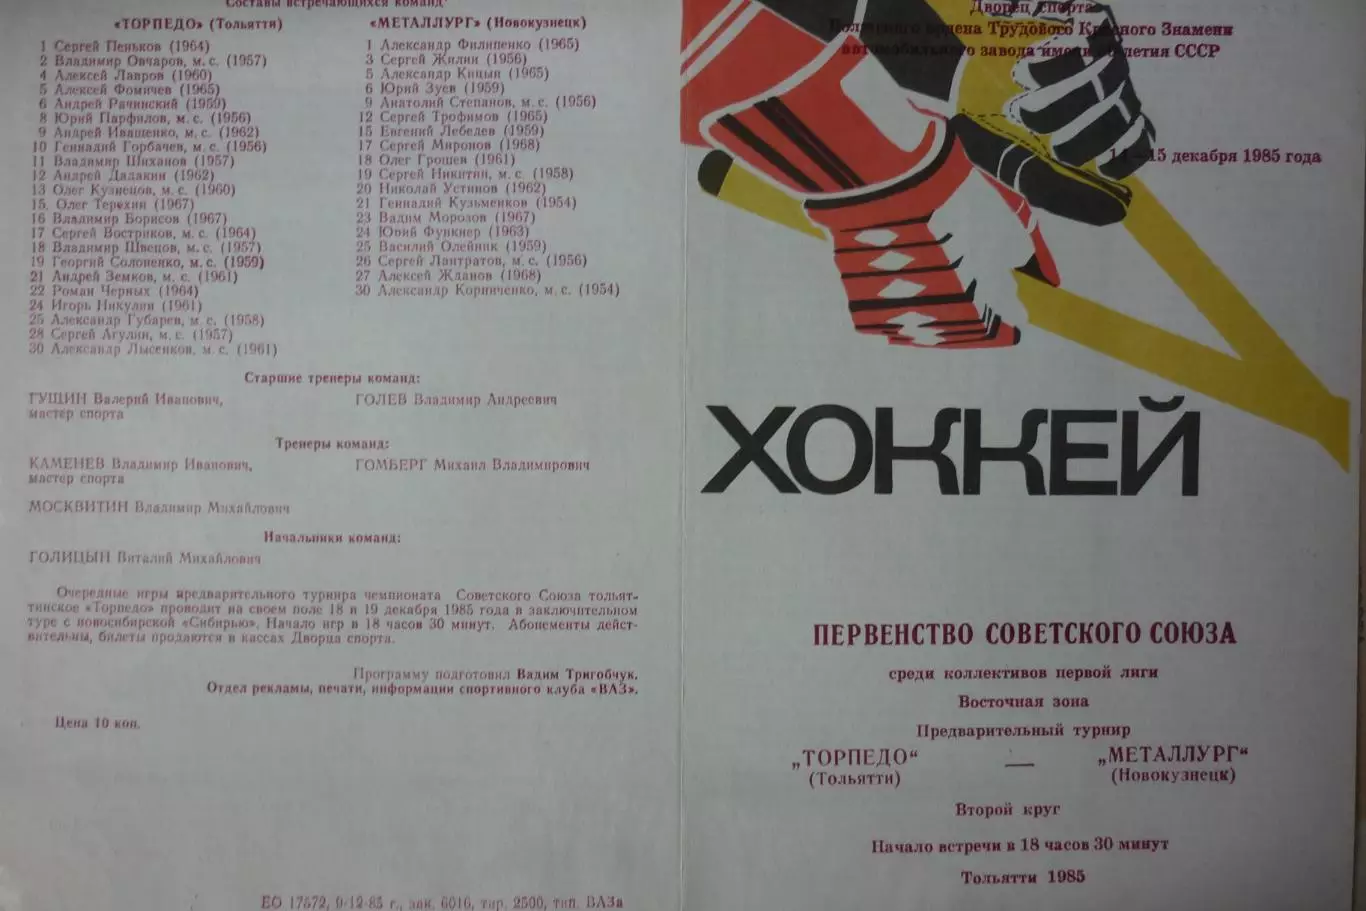 Составы встречающихся команд
«ТОРПЕДО» (Тольятти)
1 Сергей Пеньков (1964)
2 Владимир Овчаров, м. с. (1957)
4 Алексей Лавров (1960)
5 Алексей Фомичев (1965)
6 Андрей Рачинский (1959)
8 Юрий Парфилов, м. с. (1956)
9 Андрей Иващенко, м. с. (1962)
10 Геннадий Горбачев, м. с. (1956)
11 Владимир Шиханов (1957)
12 Андрей Дадакин (1962)
13 Олег Кузнецов, м. с. (1960)
15. Олег Терехин (1967)
16 Владимир Борисов (1967)
17 Сергей Востриков, м. с. (1964)
18 Владимир Швецов, м. с. (1957)
19 Георгий Солоненко, м. с. (1959)
21 Андрей Земков, м. с. (1961)
22 Роман Черных (1964)
24 Игорь Никулин (1961)
25 Александр Губарев, м. с. (1958)
28 Сергей Агулин, м. с. (1957)
30 Александр Лысенков, м. с. (1961)
«МЕТАЛЛУРГ» (Новокузнецк)
1 Александр Филипенко (1965)
3 Сергей Жилин (1956)
5 Александр Кицын (1965)
6 Юрий Зуев (1959)
9 Анатолий Степанов, м. с. (1956)
12 Сергей Трофимов (1965)
15 Евгений Лебедев (1959)
17 Сергей Миронов (1968)
18 Олег Грошев (1961)
19 Сергей Никитин, м. с. (1958)
20 Николай Устинов (1962)
21 Геннадий Кузьменков (1954)
23 Вадим Морозов (1967)
24 Юрий Функнер (1963)
25 Василий Олейник (1959)
26 Сергей Лантратов, м. с. (1956)
27 Алексей Жданов (1968)
30 Александр Корниченко, м. с. (1954)
Старшие тренеры команд:
ГУЩИН Валерий Иванович,
мастер спорта
ГОЛЕВ Владимир Андреевич
Тренеры команд:
КАМЕНЕВ Владимир Иванович,
мастер спорта
ГОМБЕРГ Михаил Владимирович
МОСКВИТИН Владимир Михайлович
Начальники команд:
ГОЛИЦЫН Виталий Михайлович
Очередные игры предварительного турнира чемпионата Советского Союза тольят-
тинское «Торпедо» проводит на своем поле 18 и 19 декабря 1985 года в заключительном
туре с новосибирской «Сибирью». Начало игр в 18 часов 30 минут. Абонементы дейст-
вительны, билеты продаются в кассах Дворца спорта.
Программу подготовил Вадим Тригобчук.
Отдел рекламы, печати, информации спортивного клуба «ВАЗ».
Цена 10 коп.
ЕО 17572, 9-12-85 г., зак. 6016, тир. 2500, тип. ВАЗа
Дворец спорта
ордена Трудового Красного Знамени
автомобильного завода имени летия СССР
14—15 декабря 1985 года
ХОККЕЙ
ПЕРВЕНСТВО СОВЕТСКОГО СОЮЗА
среди коллективов первой лиги
Восточная зона
Предварительный турнир
„ТОРПЕДО“ — „МЕТАЛЛУРГ“
(Тольятти) (Новокузнецк)
Второй круг
Начало встречи в 18 часов 30 минут
Тольятти 1985